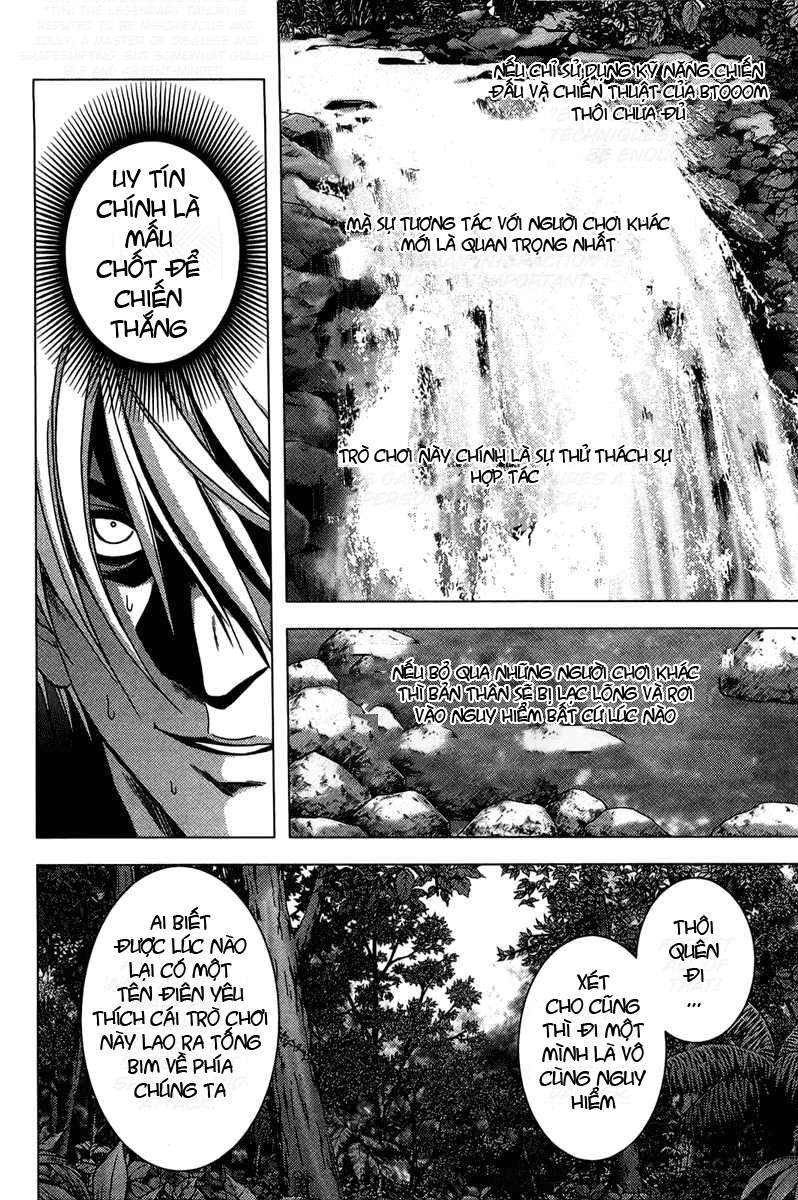 NẾU CHỈ SỬ DỤNG KỸ NĂNG CHIẾN
ĐẤU VÀ CHIẾN THUẬT CỦA BTOOOM
THÔI CHƯA ĐỦ
MÀ SỰ TƯƠNG TÁC VỚI NGƯỜI CHƠI KHÁC
MỚI LÀ QUAN TRỌNG NHẤT
TRÒ CHƠI NÀY CHÍNH LÀ SỰ THỬ THÁCH SỰ
HỢP TÁC
UY TÍN
CHÍNH LÀ
MẤU
CHỐT ĐỂ
CHIẾN
THẮNG
NẾU BỎ QUA NHỮNG NGƯỜI CHƠI KHÁC
THÌ BẢN THÂN SẼ BỊ LẠC LÕNG VÀ RƠI
VÀO NGUY HIỂM BẤT CỨ LÚC NÀO
THÔI
QUÊN
ĐI
...
XÉT
CHO CŨNG
THÌ ĐI MỘT
MÌNH LÀ VÔ
CÙNG NGUY
HIỂM
AI BIẾT
ĐƯỢC LÚC NÀO
LẠI CÓ MỘT
TÊN ĐIÊN YÊU
THÍCH CÁI TRÒ CHƠI
NÀY LAO RA TỐNG
BIM VỀ PHÍA
CHÚNG TA